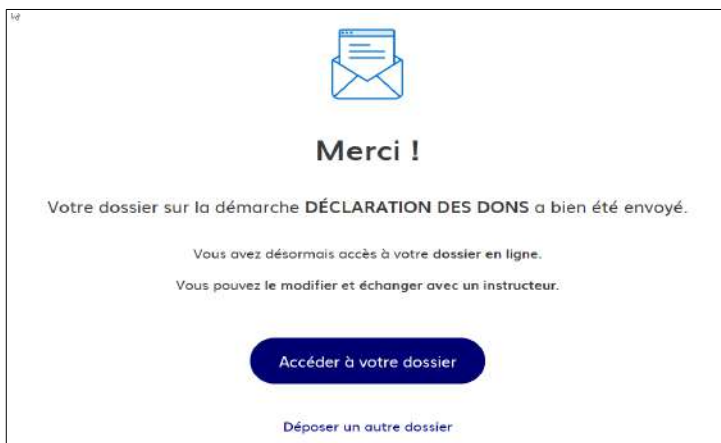 Merci !
Votre dossier sur la démarche DÉCLARATION DES DONS a bien été envoyé.
Vous avez désormais accès à votre dossier en ligne.
Vous pouvez le modifier et échanger avec un instructeur.
Accéder à votre dossier
Déposer un autre dossier